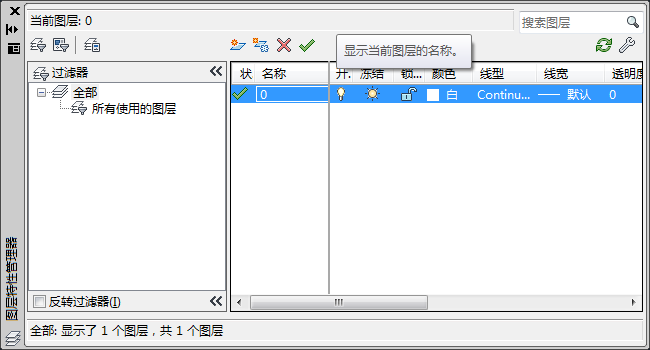 当前图层: 0
搜索图层
显示当前图层的名称。
过滤器
状 名称 开. 冻结 锁... 颜色 线型 线宽 透明度
全部
0 白 Continu... 默认 0
所有使用的图层
反转过滤器(I)
全部: 显示了 1 个图层，共 1 个图层
图层特性管理器